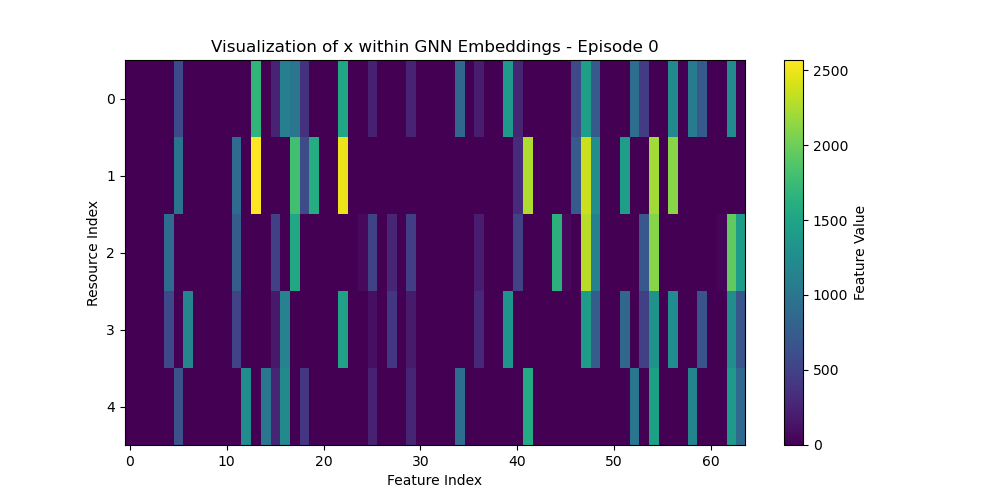 Visualization of x within GNN Embeddings - Episode 0
Resource Index
0
1
2
3
4
0 10 20 30 40 50 60
Feature Index
2500
2000
1500
1000
500
0
Feature Value